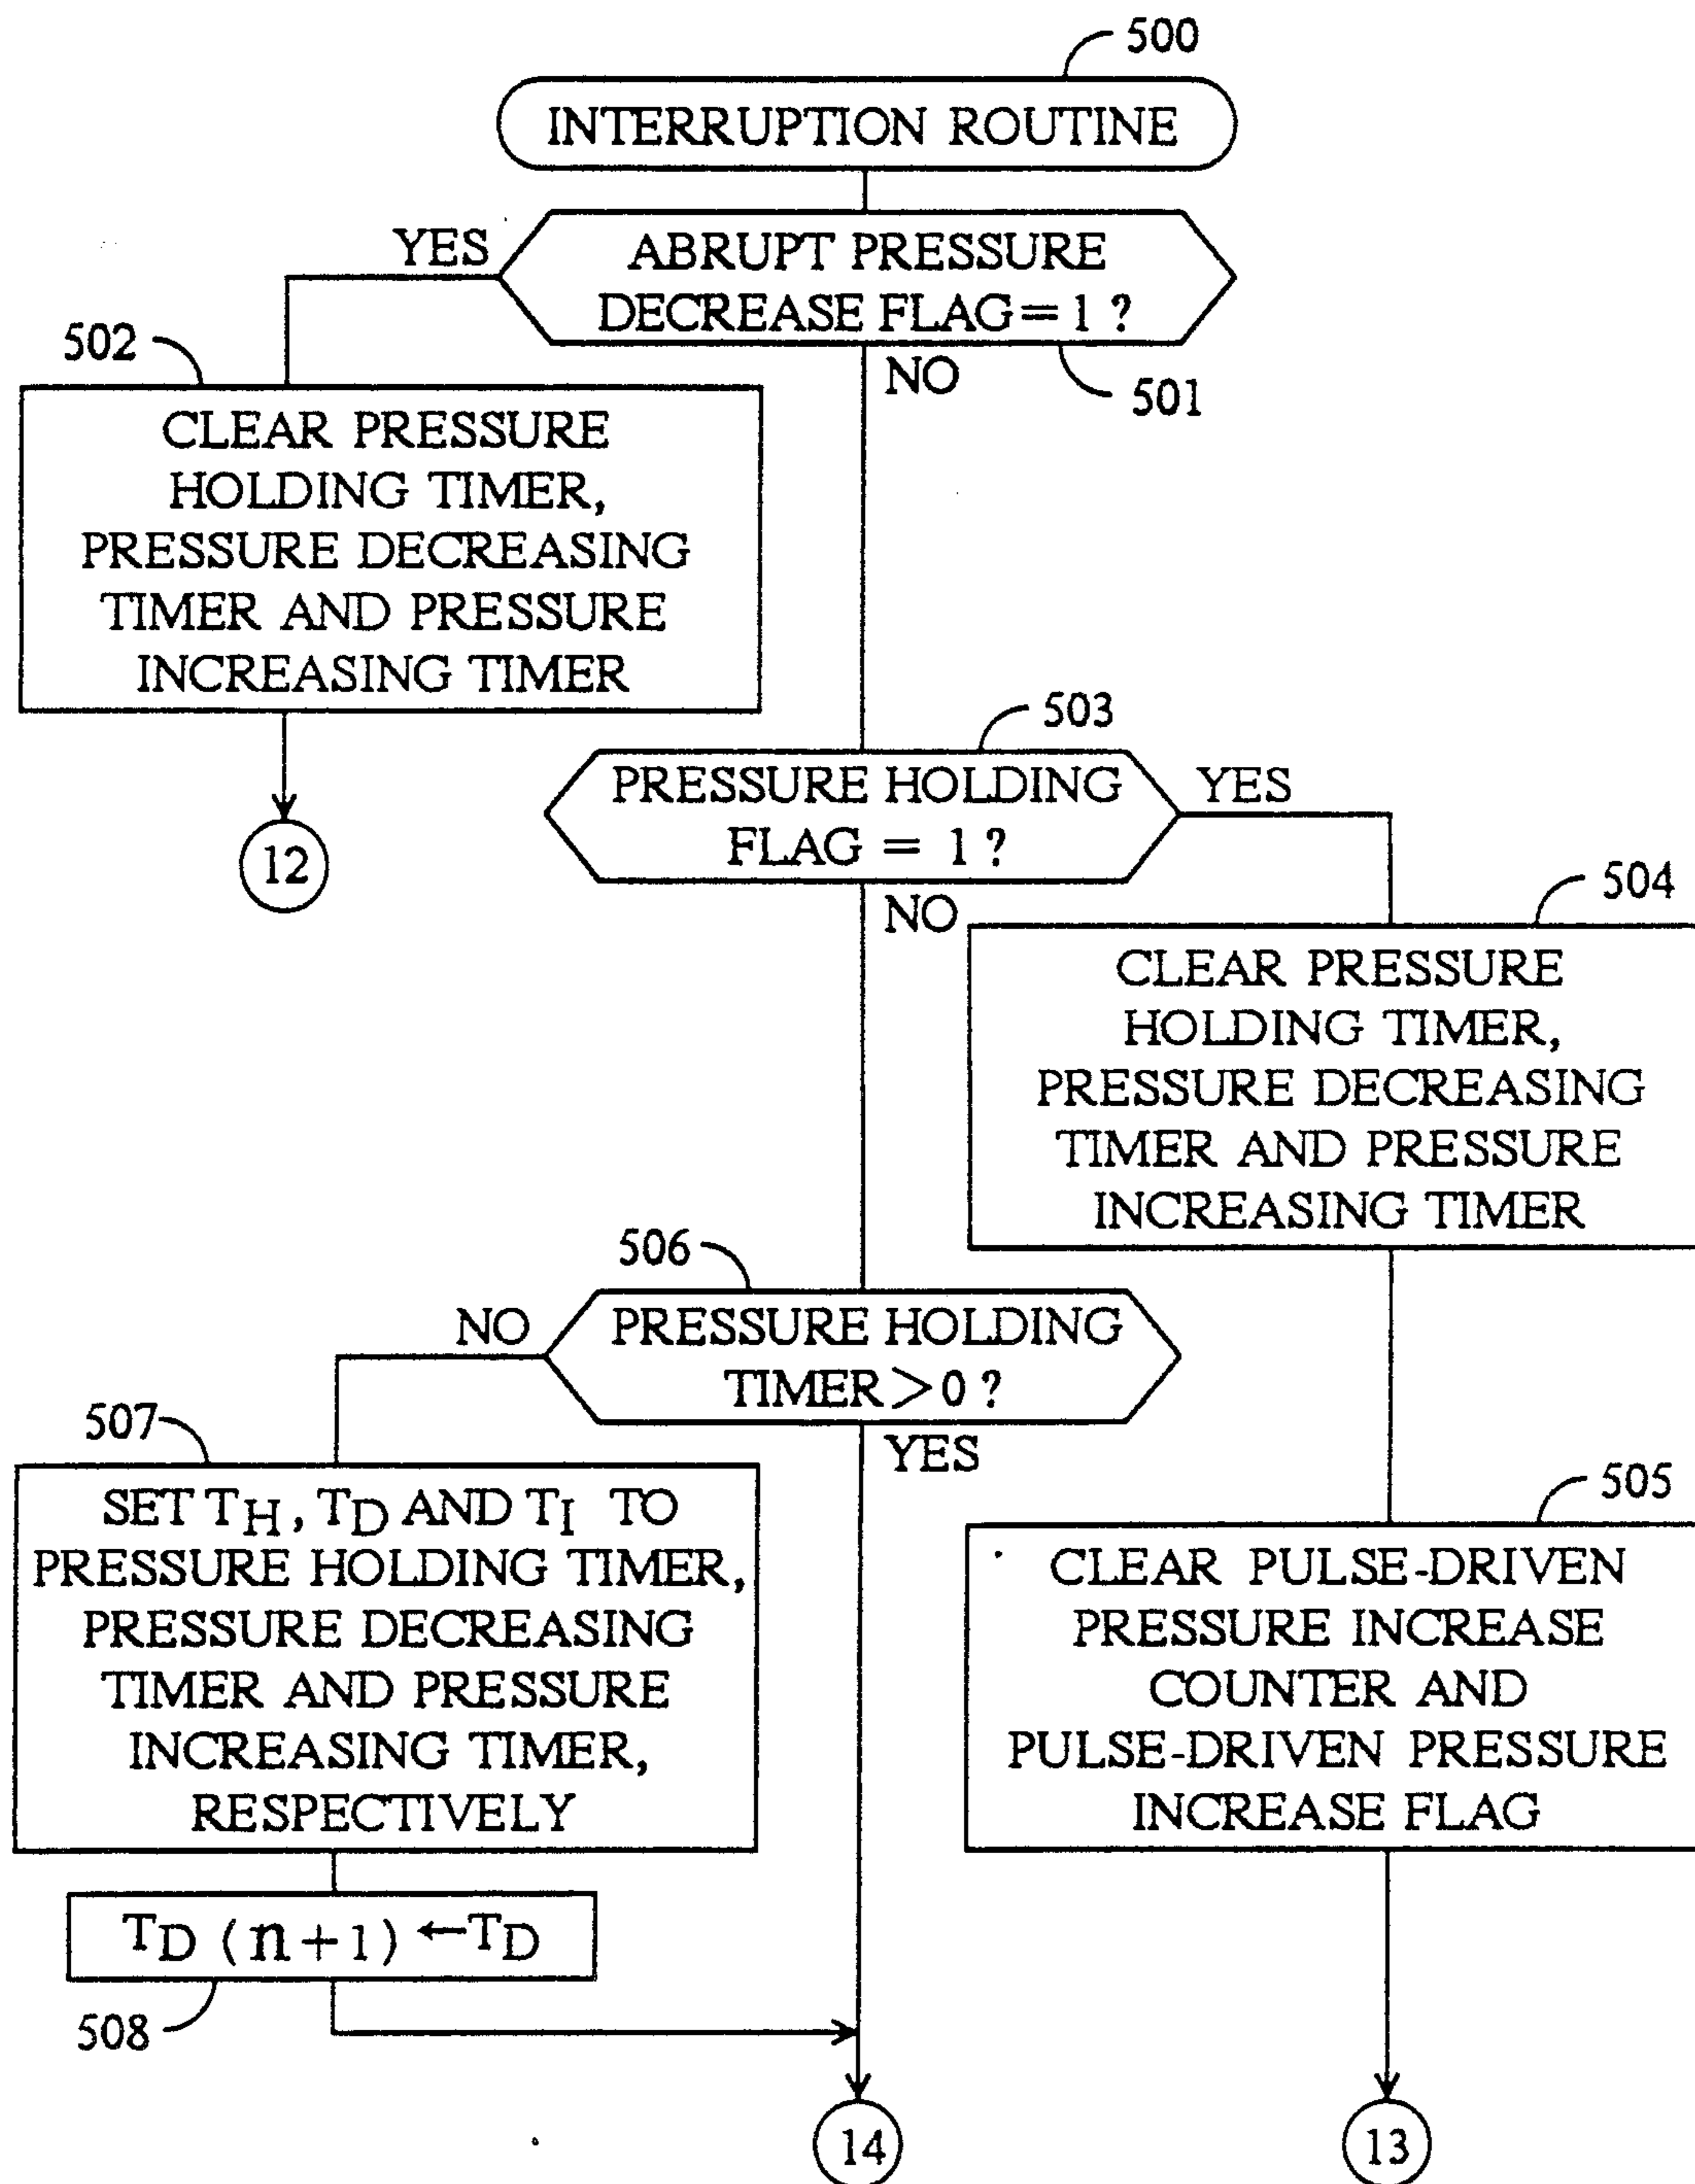 500
INTERRUPTION ROUTINE
YES
ABRUPT PRESSURE
DECREASE FLAG=1 ?
502
NO
501
CLEAR PRESSURE
HOLDING TIMER,
PRESSURE DECREASING
TIMER AND PRESSURE
INCREASING TIMER
12
503
PRESSURE HOLDING
FLAG = 1 ?
YES
NO
504
CLEAR PRESSURE
HOLDING TIMER,
PRESSURE DECREASING
TIMER AND PRESSURE
INCREASING TIMER
506
NO
PRESSURE HOLDING
TIMER>0 ?
YES
507
SET TH, TD AND TI TO
PRESSURE HOLDING TIMER,
PRESSURE DECREASING
TIMER AND PRESSURE
INCREASING TIMER,
RESPECTIVELY
505
CLEAR PULSE-DRIVEN
PRESSURE INCREASE
COUNTER AND
PULSE-DRIVEN PRESSURE
INCREASE FLAG
TD (n+1) ←TD
508
14
13